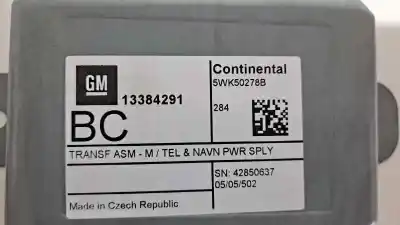 GM 13384291
BC
Continental
5WK50278B
284
TRANSF ASM - M / TEL & NAVN PWR SPLY
SN: 42850637
05/05/502
Made in Czech Republic